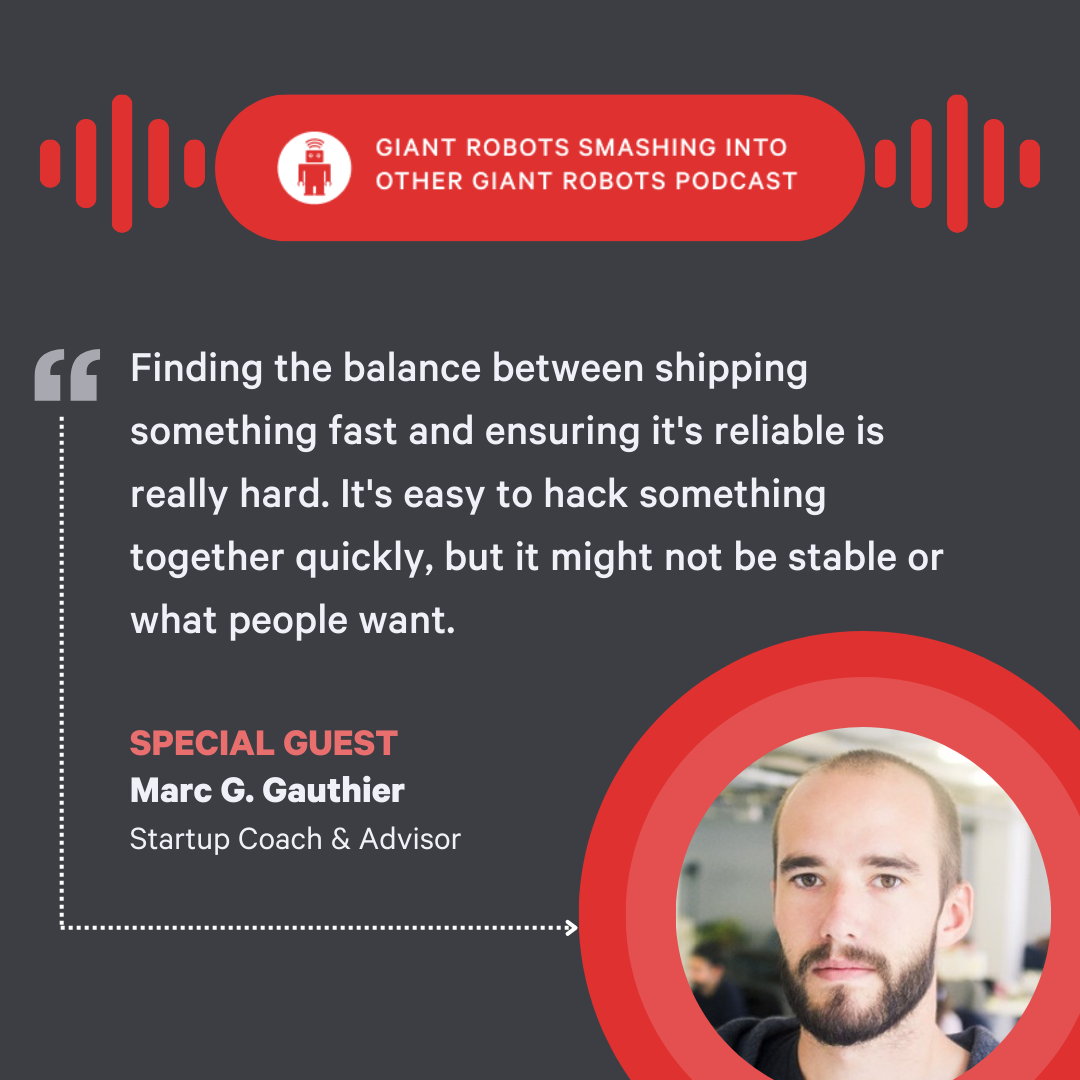 GIANT ROBOTS SMASHING INTO
OTHER GIANT ROBOTS PODCAST
“
Finding the balance between shipping
something fast and ensuring it's reliable is
really hard. It's easy to hack something
together quickly, but it might not be stable or
what people want.
SPECIAL GUEST
Marc G. Gauthier
Startup Coach & Advisor